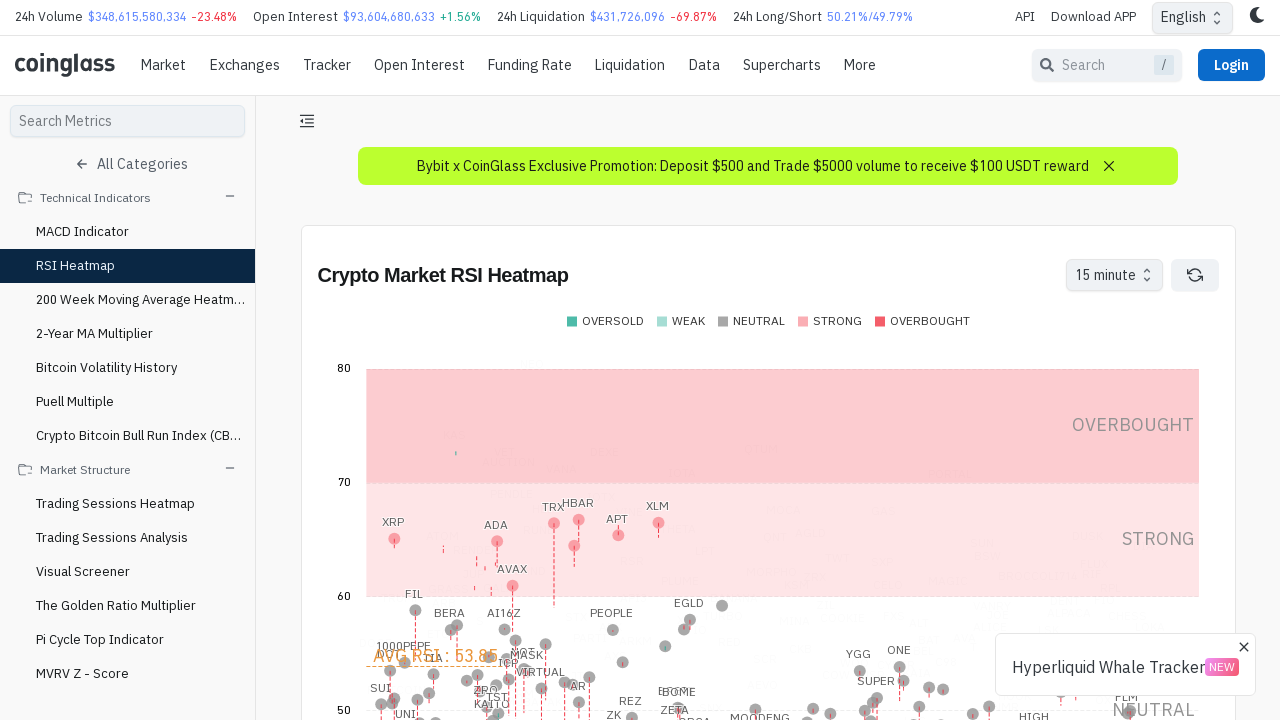 24h Volume $348,615,580,334 -23.48% Open Interest $93,604,680,633 +1.56% 24h Liquidation $431,726,096 -69.87% 24h Long/Short 50.21%/49.79% API Download APP English
coinglass Market Exchanges Tracker Open Interest Funding Rate Liquidation Data Supercharts More Search / Login
Search Metrics
All Categories
Technical Indicators
MACD Indicator
RSI Heatmap
200 Week Moving Average Heatm...
2-Year MA Multiplier
Bitcoin Volatility History
Puell Multiple
Crypto Bitcoin Bull Run Index (CB...
Market Structure
Trading Sessions Heatmap
Trading Sessions Analysis
Visual Screener
The Golden Ratio Multiplier
Pi Cycle Top Indicator
MVRV Z - Score
Bybit x CoinGlass Exclusive Promotion: Deposit $500 and Trade $5000 volume to receive $100 USDT reward
Crypto Market RSI Heatmap
15 minute
OVERSOLD WEAK NEUTRAL STRONG OVERBOUGHT
80
OVERBOUGHT
70
TRX HBAR XLM
XRP ADA APT
STRONG
AVAX
60
FIL
BERA AI16Z PEOPLE EGLD
1000PEPE
AVG RSI : 53.85
MASK
YGG ONE
ICP
VIRTUAL
SUI AR SUPER
ZRO BOME
TST REZ
KAITO ZETA
UNI ZK MOODENG HIGH
50 NEUTRAL
Hyperliquid Whale Tracker NEW